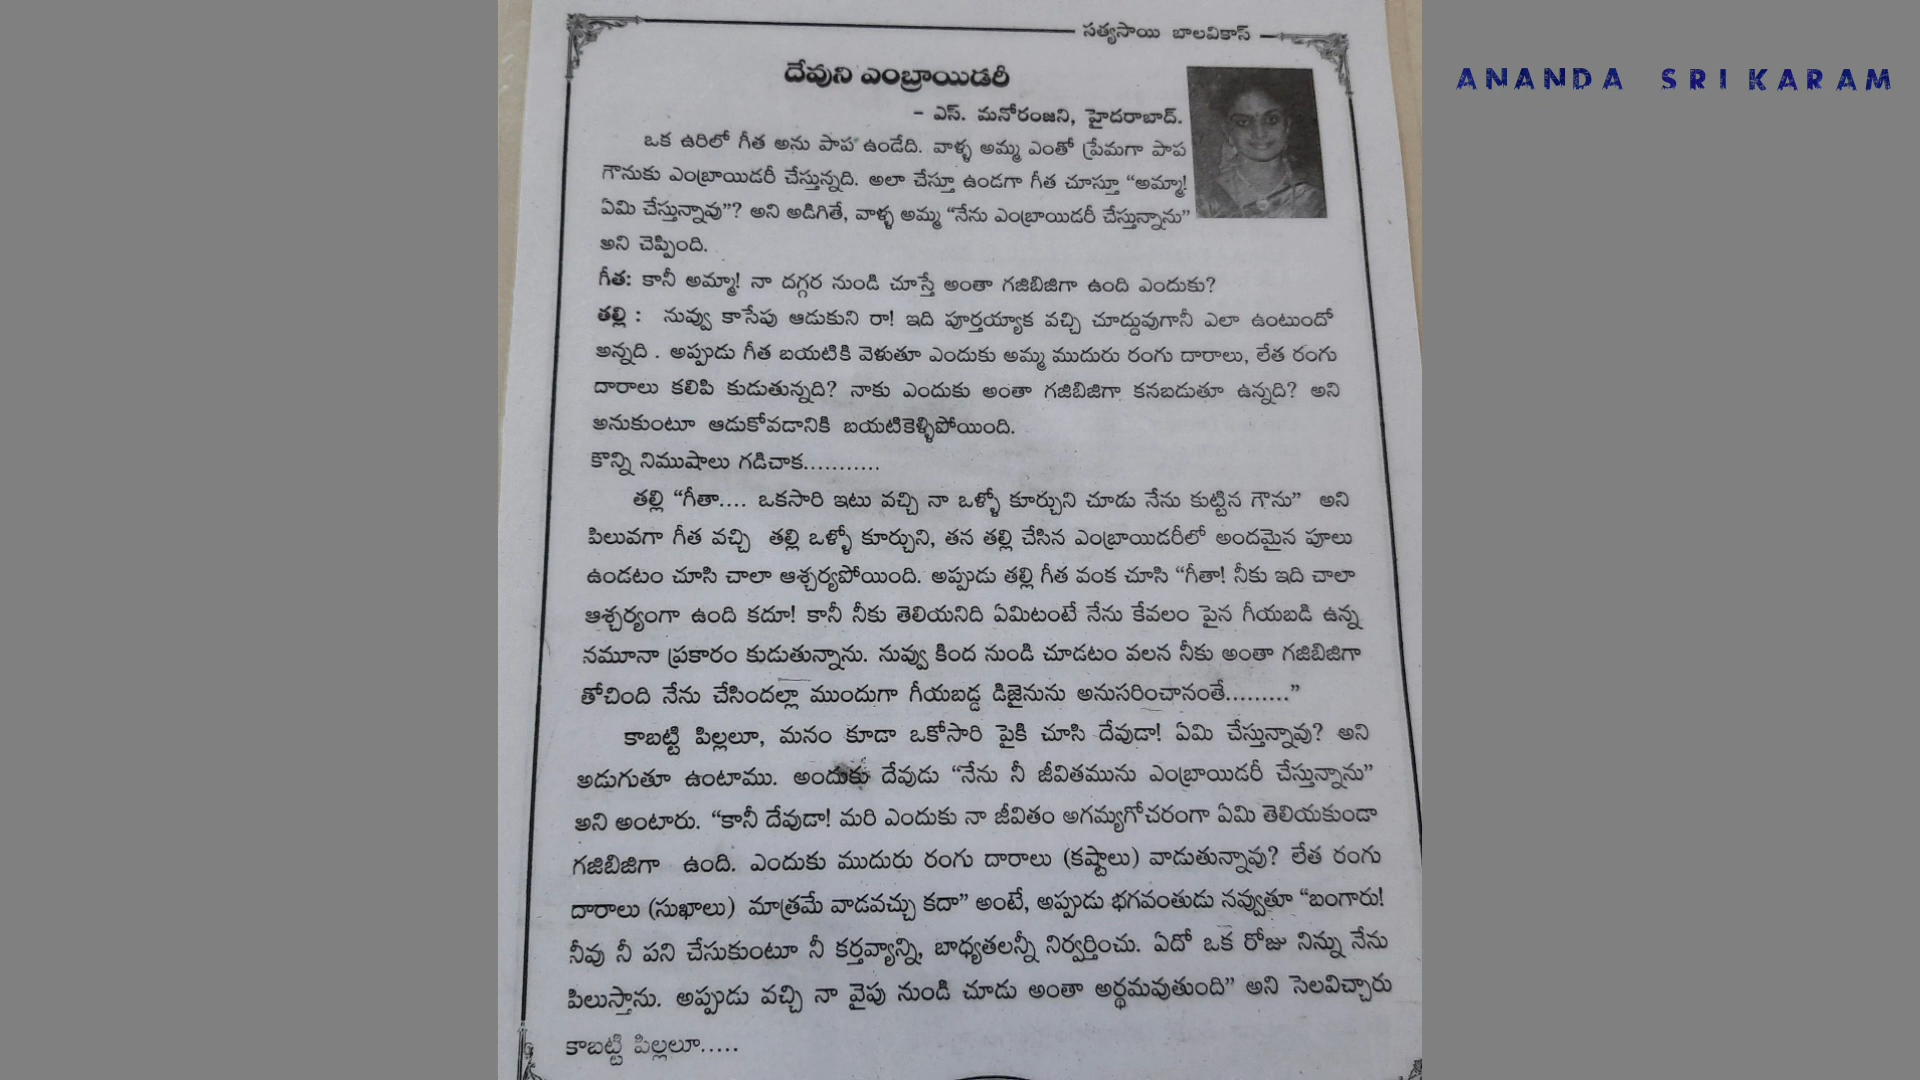 సత్యసాయి బాలవికాస్
ANANDA SRI KARAM
దేవుని ఎంబ్రాయిడరీ
- ఎస్. మనోరంజని, హైదరాబాద్.
ఒక ఉరిలో గీత అను పాప ఉండేది. వాళ్ళ అమ్మ ఎంతో ప్రేమగా పాప
గౌనుకు ఎంబ్రాయిడరీ చేస్తున్నది. అలా చేస్తూ ఉండగా గీత చూస్తూ “అమ్మా!
ఏమి చేస్తున్నావు”? అని అడిగితే, వాళ్ళ అమ్మ “నేను ఎంబ్రాయిడరీ చేస్తున్నాను”
అని చెప్పింది.
గీత: కానీ అమ్మా! నా దగ్గర నుండి చూస్తే అంతా గజిబిజిగా ఉంది ఎందుకు?
తల్లి : నువ్వు కాసేపు ఆడుకుని రా! ఇది పూర్తయ్యాక వచ్చి చూద్దువుగానీ ఎలా ఉంటుందో
అన్నది . అప్పుడు గీత బయటికి వెళుతూ ఎందుకు అమ్మ ముదురు రంగు దారాలు, లేత రంగు
దారాలు కలిపి కుడుతున్నది? నాకు ఎందుకు అంతా గజిబిజిగా కనబడుతూ ఉన్నది? అని
అనుకుంటూ ఆడుకోవడానికి బయటికెళ్ళిపోయింది.
కొన్ని నిముషాలు గడిచాక...........
తల్లి “గీతా.... ఒకసారి ఇటు వచ్చి నా ఒళ్ళో కూర్చుని చూడు నేను కుట్టిన గౌను” అని
పిలువగా గీత వచ్చి తల్లి ఒళ్ళో కూర్చుని, తన తల్లి చేసిన ఎంబ్రాయిడరీలో అందమైన పూలు
ఉండటం చూసి చాలా ఆశ్చర్యపోయింది. అప్పుడు తల్లి గీత వంక చూసి “గీతా! నీకు ఇది చాలా
ఆశ్చర్యంగా ఉంది కదూ! కానీ నీకు తెలియనిది ఏమిటంటే నేను కేవలం పైన గీయబడి ఉన్న
నమూనా ప్రకారం కుడుతున్నాను. నువ్వు కింద నుండి చూడటం వలన నీకు అంతా గజిబిజిగా
తోచింది నేను చేసిందల్లా ముందుగా గీయబడ్డ డిజైనును అనుసరించానంతే.........”
కాబట్టి పిల్లలూ, మనం కూడా ఒకోసారి పైకి చూసి దేవుడా! ఏమి చేస్తున్నావు? అని
అడుగుతూ ఉంటాము. అందుకు దేవుడు “నేను నీ జీవితమును ఎంబ్రాయిడరీ చేస్తున్నాను”
అని అంటారు. “కానీ దేవుడా! మరి ఎందుకు నా జీవితం అగమ్యగోచరంగా ఏమి తెలియకుండా
గజిబిజిగా ఉంది. ఎందుకు ముదురు రంగు దారాలు (కష్టాలు) వాడుతున్నావు? లేత రంగు
దారాలు (సుఖాలు) మాత్రమే వాడవచ్చు కదా” అంటే, అప్పుడు భగవంతుడు నవ్వుతూ “బంగారు!
నీవు నీ పని చేసుకుంటూ నీ కర్తవ్యాన్ని, బాధ్యతలన్నీ నిర్వర్తించు. ఏదో ఒక రోజు నిన్ను నేను
పిలుస్తాను. అప్పుడు వచ్చి నా వైపు నుండి చూడు అంతా అర్థమవుతుంది” అని సెలవిచ్చారు
కాబట్టి పిల్లలూ.....